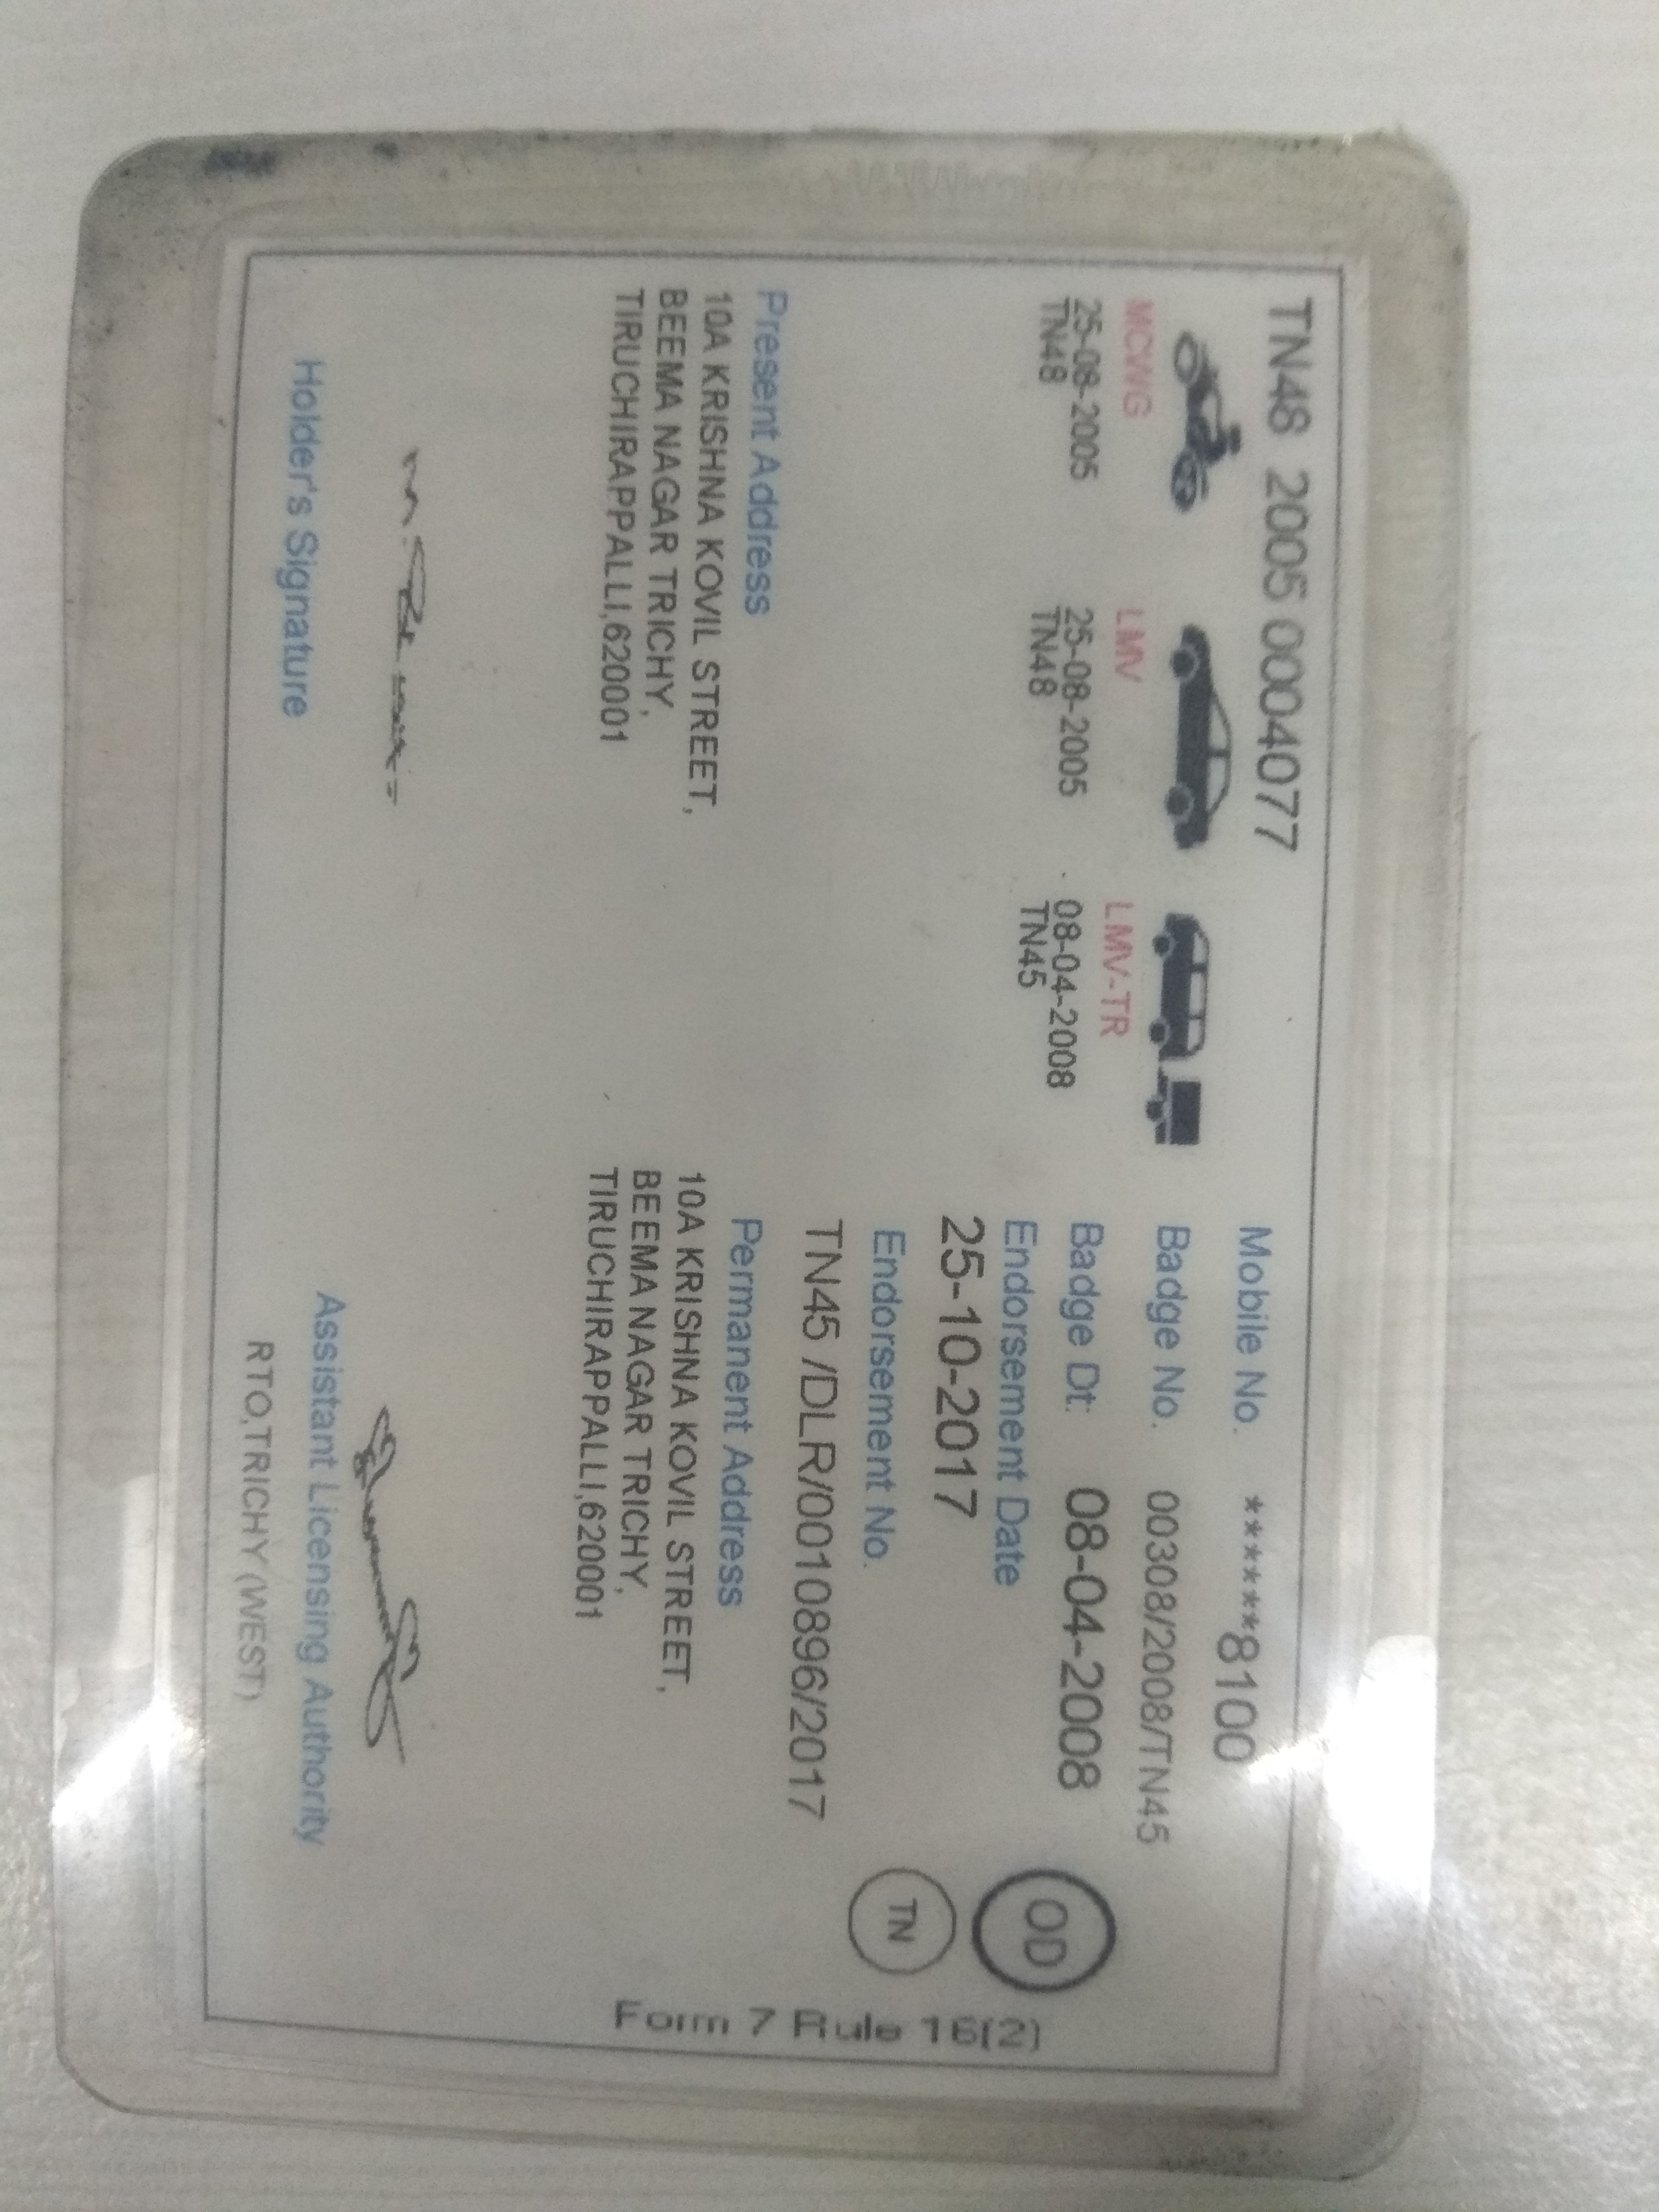 TN48 2005 0004077
MCWG
25-08-2005
TN48
LMV
25-08-2005
TN48
LMV-TR
08-04-2008
TN45
Mobile No. ******8100
Badge No. 00308/2008/TN45
Badge Dt: 08-04-2008
Endorsement Date
25-10-2017
Endorsement No.
TN45 /DLR/0010896/2017
OD
TN
Form 7 Rule 16(2)
Present Address
10A KRISHNA KOVIL STREET,
BEEMA NAGAR TRICHY,
TIRUCHIRAPPALLI,620001
Permanent Address
10A KRISHNA KOVIL STREET,
BEEMA NAGAR TRICHY,
TIRUCHIRAPPALLI,620001
Holder's Signature
Assistant Licensing Authority
RTO,TRICHY (WEST)